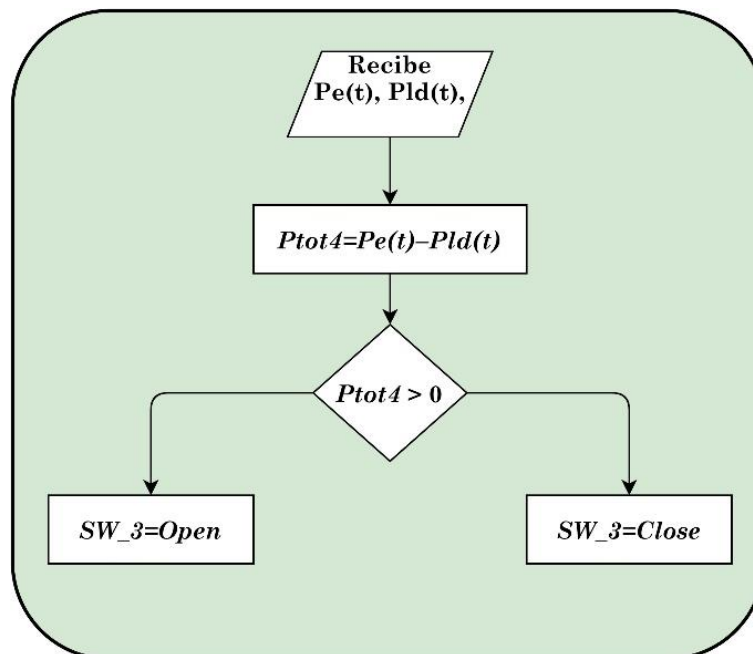 Recibe
Pe(t), Pld(t),
Ptot4=Pe(t)–Pld(t)
Ptot4 > 0
SW_3=Open
SW_3=Close